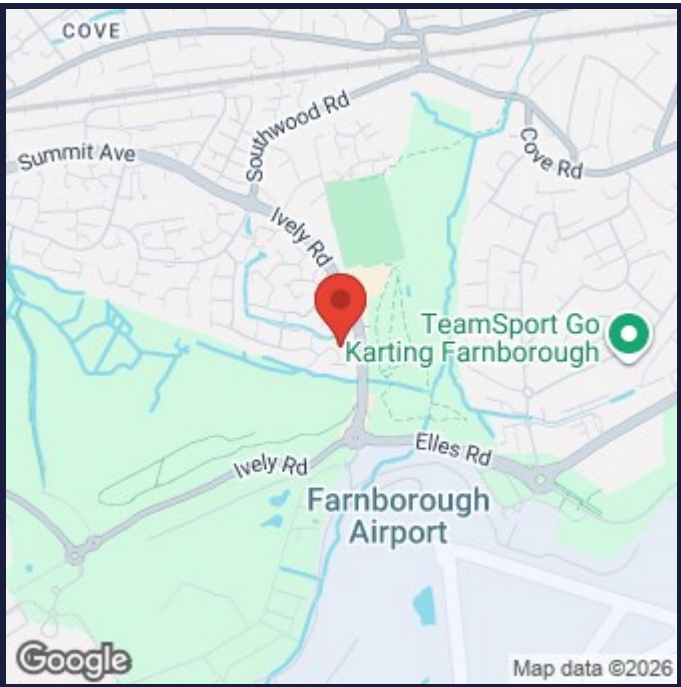 COVE
Southwood Rd
Summit Ave
Cove Rd
Ively Rd
TeamSport Go
Karting Farnborough
Elles Rd
Ively Rd
Farnborough
Airport
Google
Map data ©2026